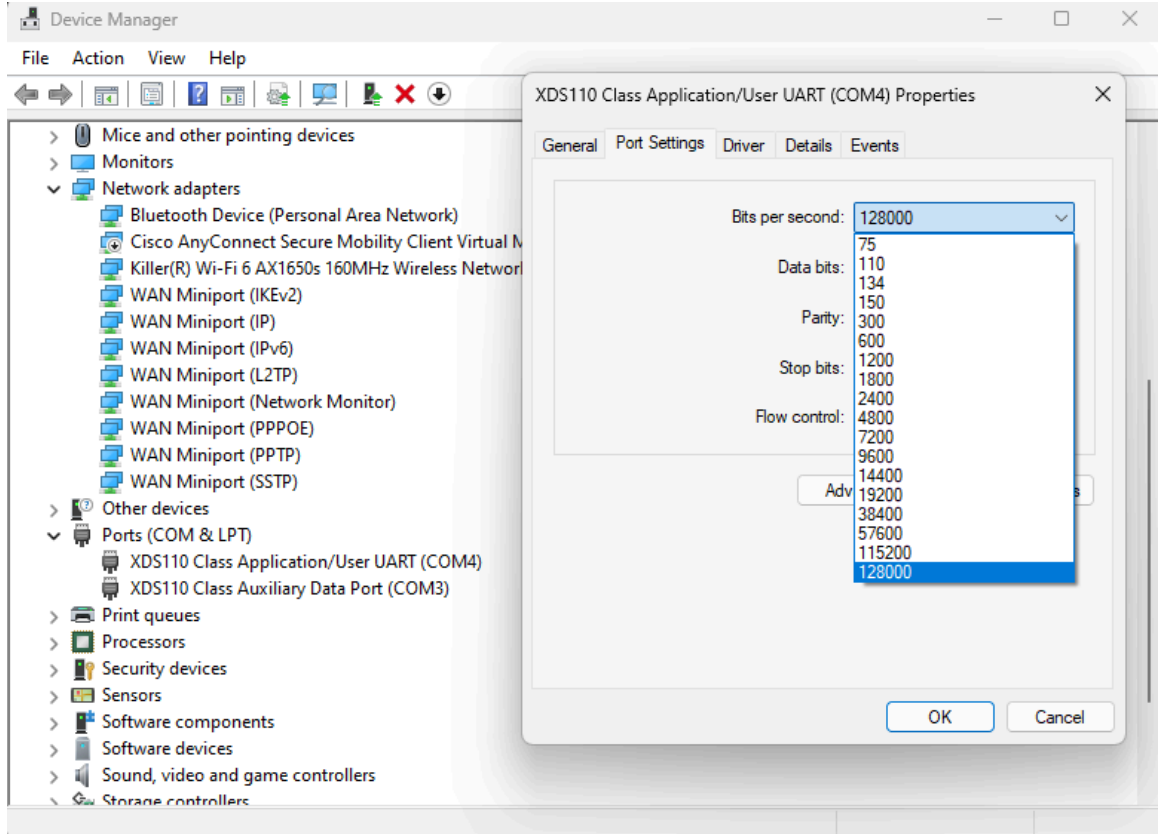 Device Manager
File Action View Help
Mice and other pointing devices
Monitors
Network adapters
Bluetooth Device (Personal Area Network)
Cisco AnyConnect Secure Mobility Client Virtual
Killer(R) Wi-Fi 6 AX1650s 160MHz Wireless
WAN Miniport (IKEv2)
WAN Miniport (IP)
WAN Miniport (IPv6)
WAN Miniport (L2TP)
WAN Miniport (Network Monitor)
WAN Miniport (PPPOE)
WAN Miniport (PPTP)
WAN Miniport (SSTP)
Other devices
Ports (COM & LPT)
XDS110 Class Application/User UART (COM4)
XDS110 Class Auxiliary Data Port (COM3)
Print queues
Processors
Security devices
Sensors
Software components
Software devices
Sound, video and game controllers
Storage controllers
XDS110 Class Application/User UART (COM4) Properties
General Port Settings Driver Details Events
Bits per second: 128000
Data bits:
Parity:
Stop bits:
Flow control:
75
110
134
150
300
600
1200
1800
2400
4800
7200
9600
14400
19200
38400
57600
115200
128000
Adv
OK Cancel